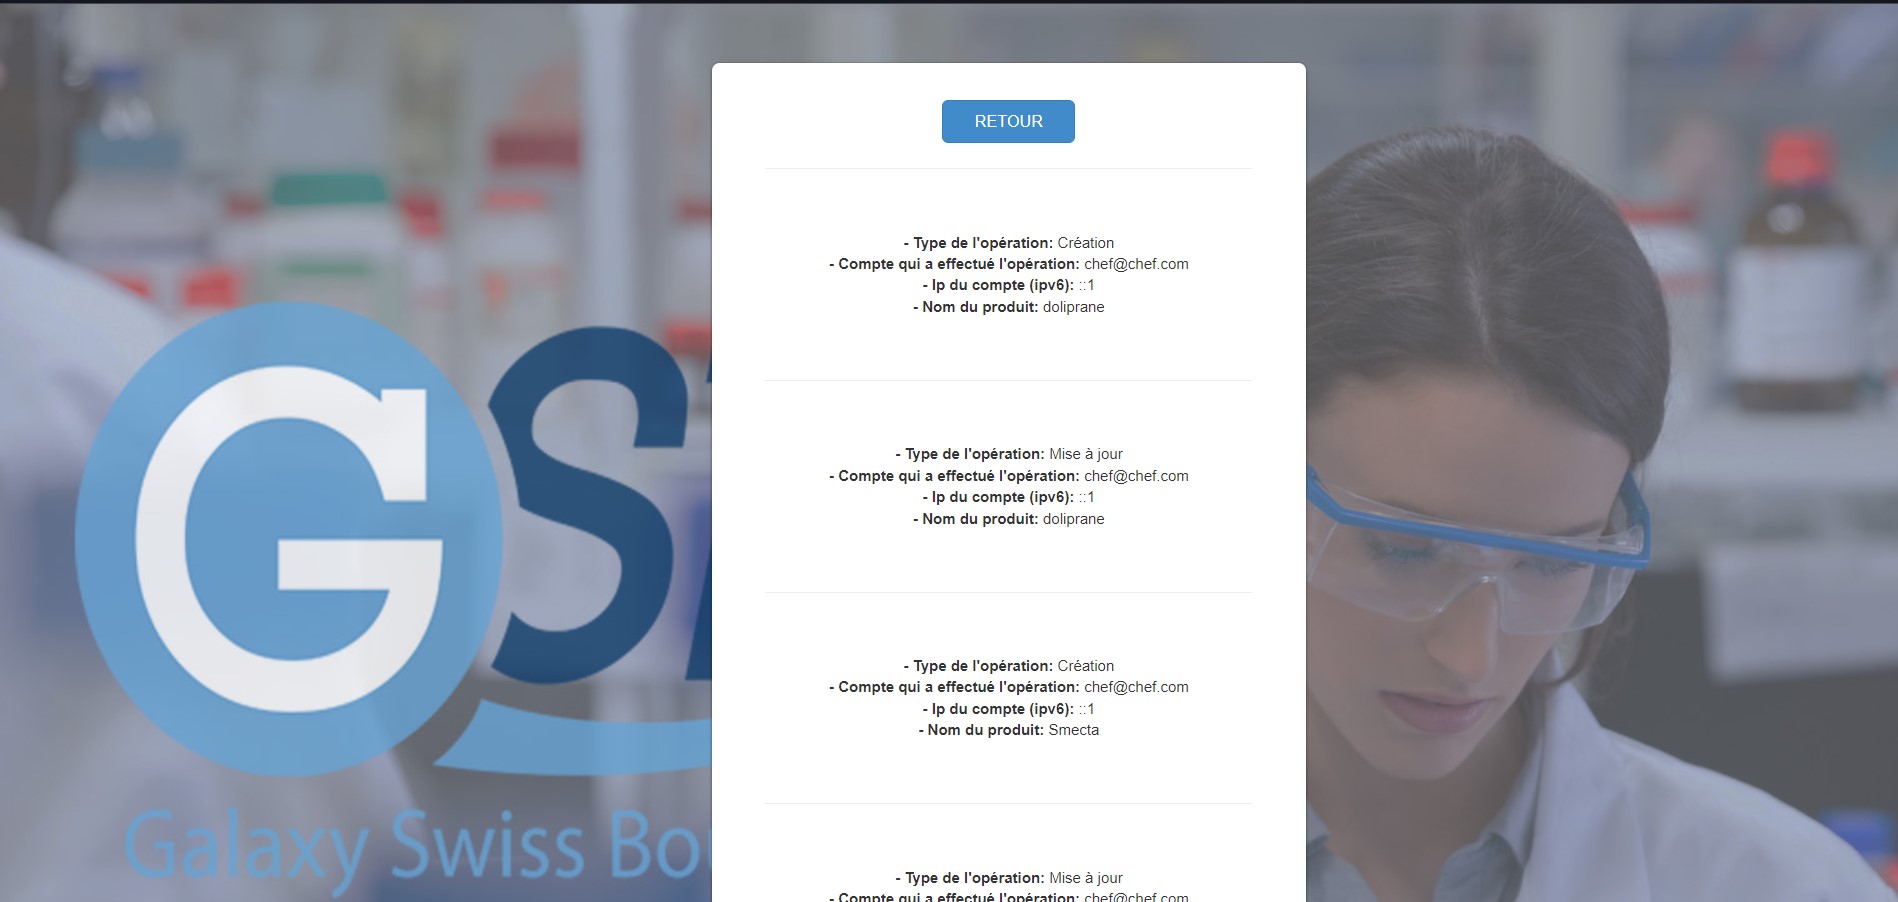 RETOUR
- Type de l'opération: Création
- Compte qui a effectué l'opération: chef@chef.com
- Ip du compte (ipv6): ::1
- Nom du produit: doliprane
- Type de l'opération: Mise à jour
- Compte qui a effectué l'opération: chef@chef.com
- Ip du compte (ipv6): ::1
- Nom du produit: doliprane
- Type de l'opération: Création
- Compte qui a effectué l'opération: chef@chef.com
- Ip du compte (ipv6): ::1
- Nom du produit: Smecta
- Type de l'opération: Mise à jour
- Compte qui a effectué l'opération: chef@chef.com
GS
Galaxy Swiss Bou